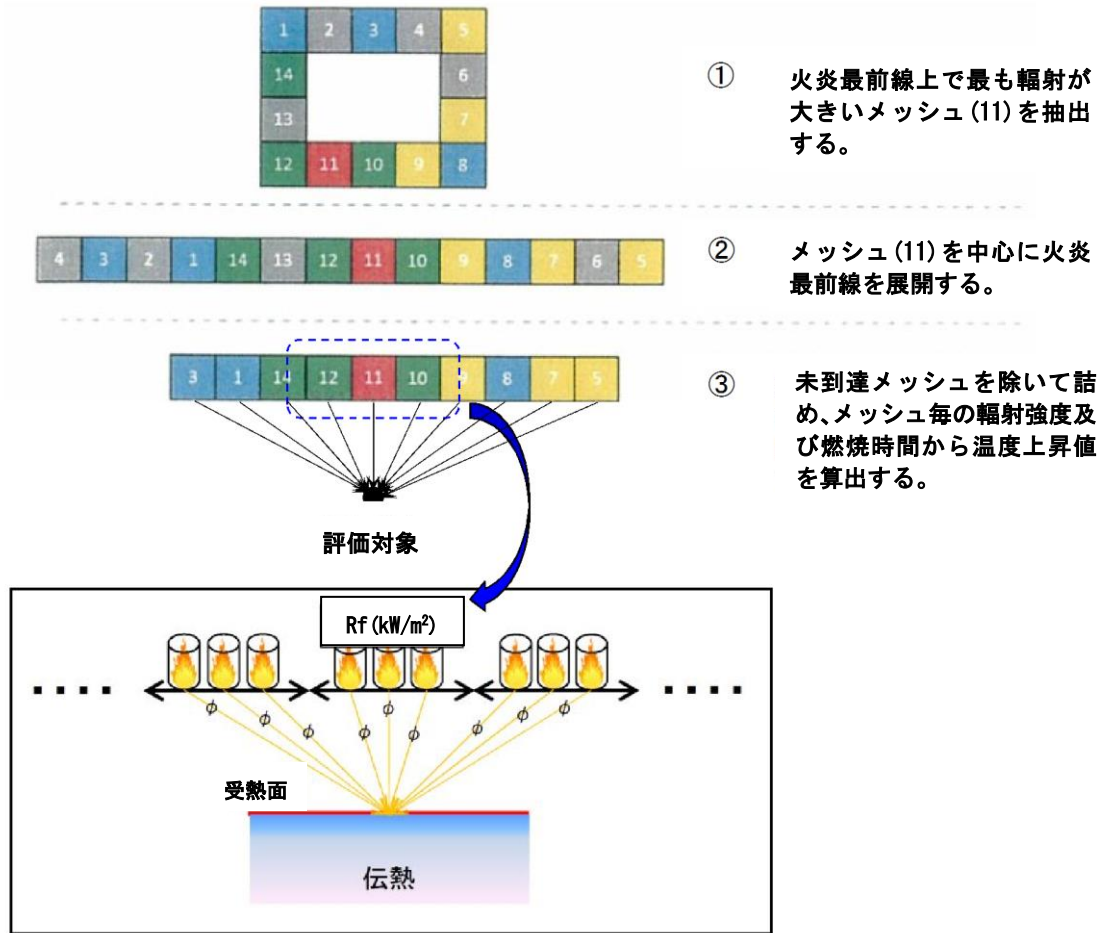 1 2 3 4 5
14 6
13 7
12 11 10 9 8
① 火炎最前線上で最も輻射が
大きいメッシュ(11)を抽出
する。
4 3 2 1 14 13 12 11 10 9 8 7 6 5
② メッシュ(11)を中心に火炎
最前線を展開する。
3 1 14 12 11 10 9 8 7 5
③ 未到達メッシュを除いて詰
め、メッシュ毎の輻射強度及
び燃焼時間から温度上昇値
を算出する。
評価対象
Rf(kW/m²)
φ φ φ φ φ φ φ φ φ
受熱面
伝熱